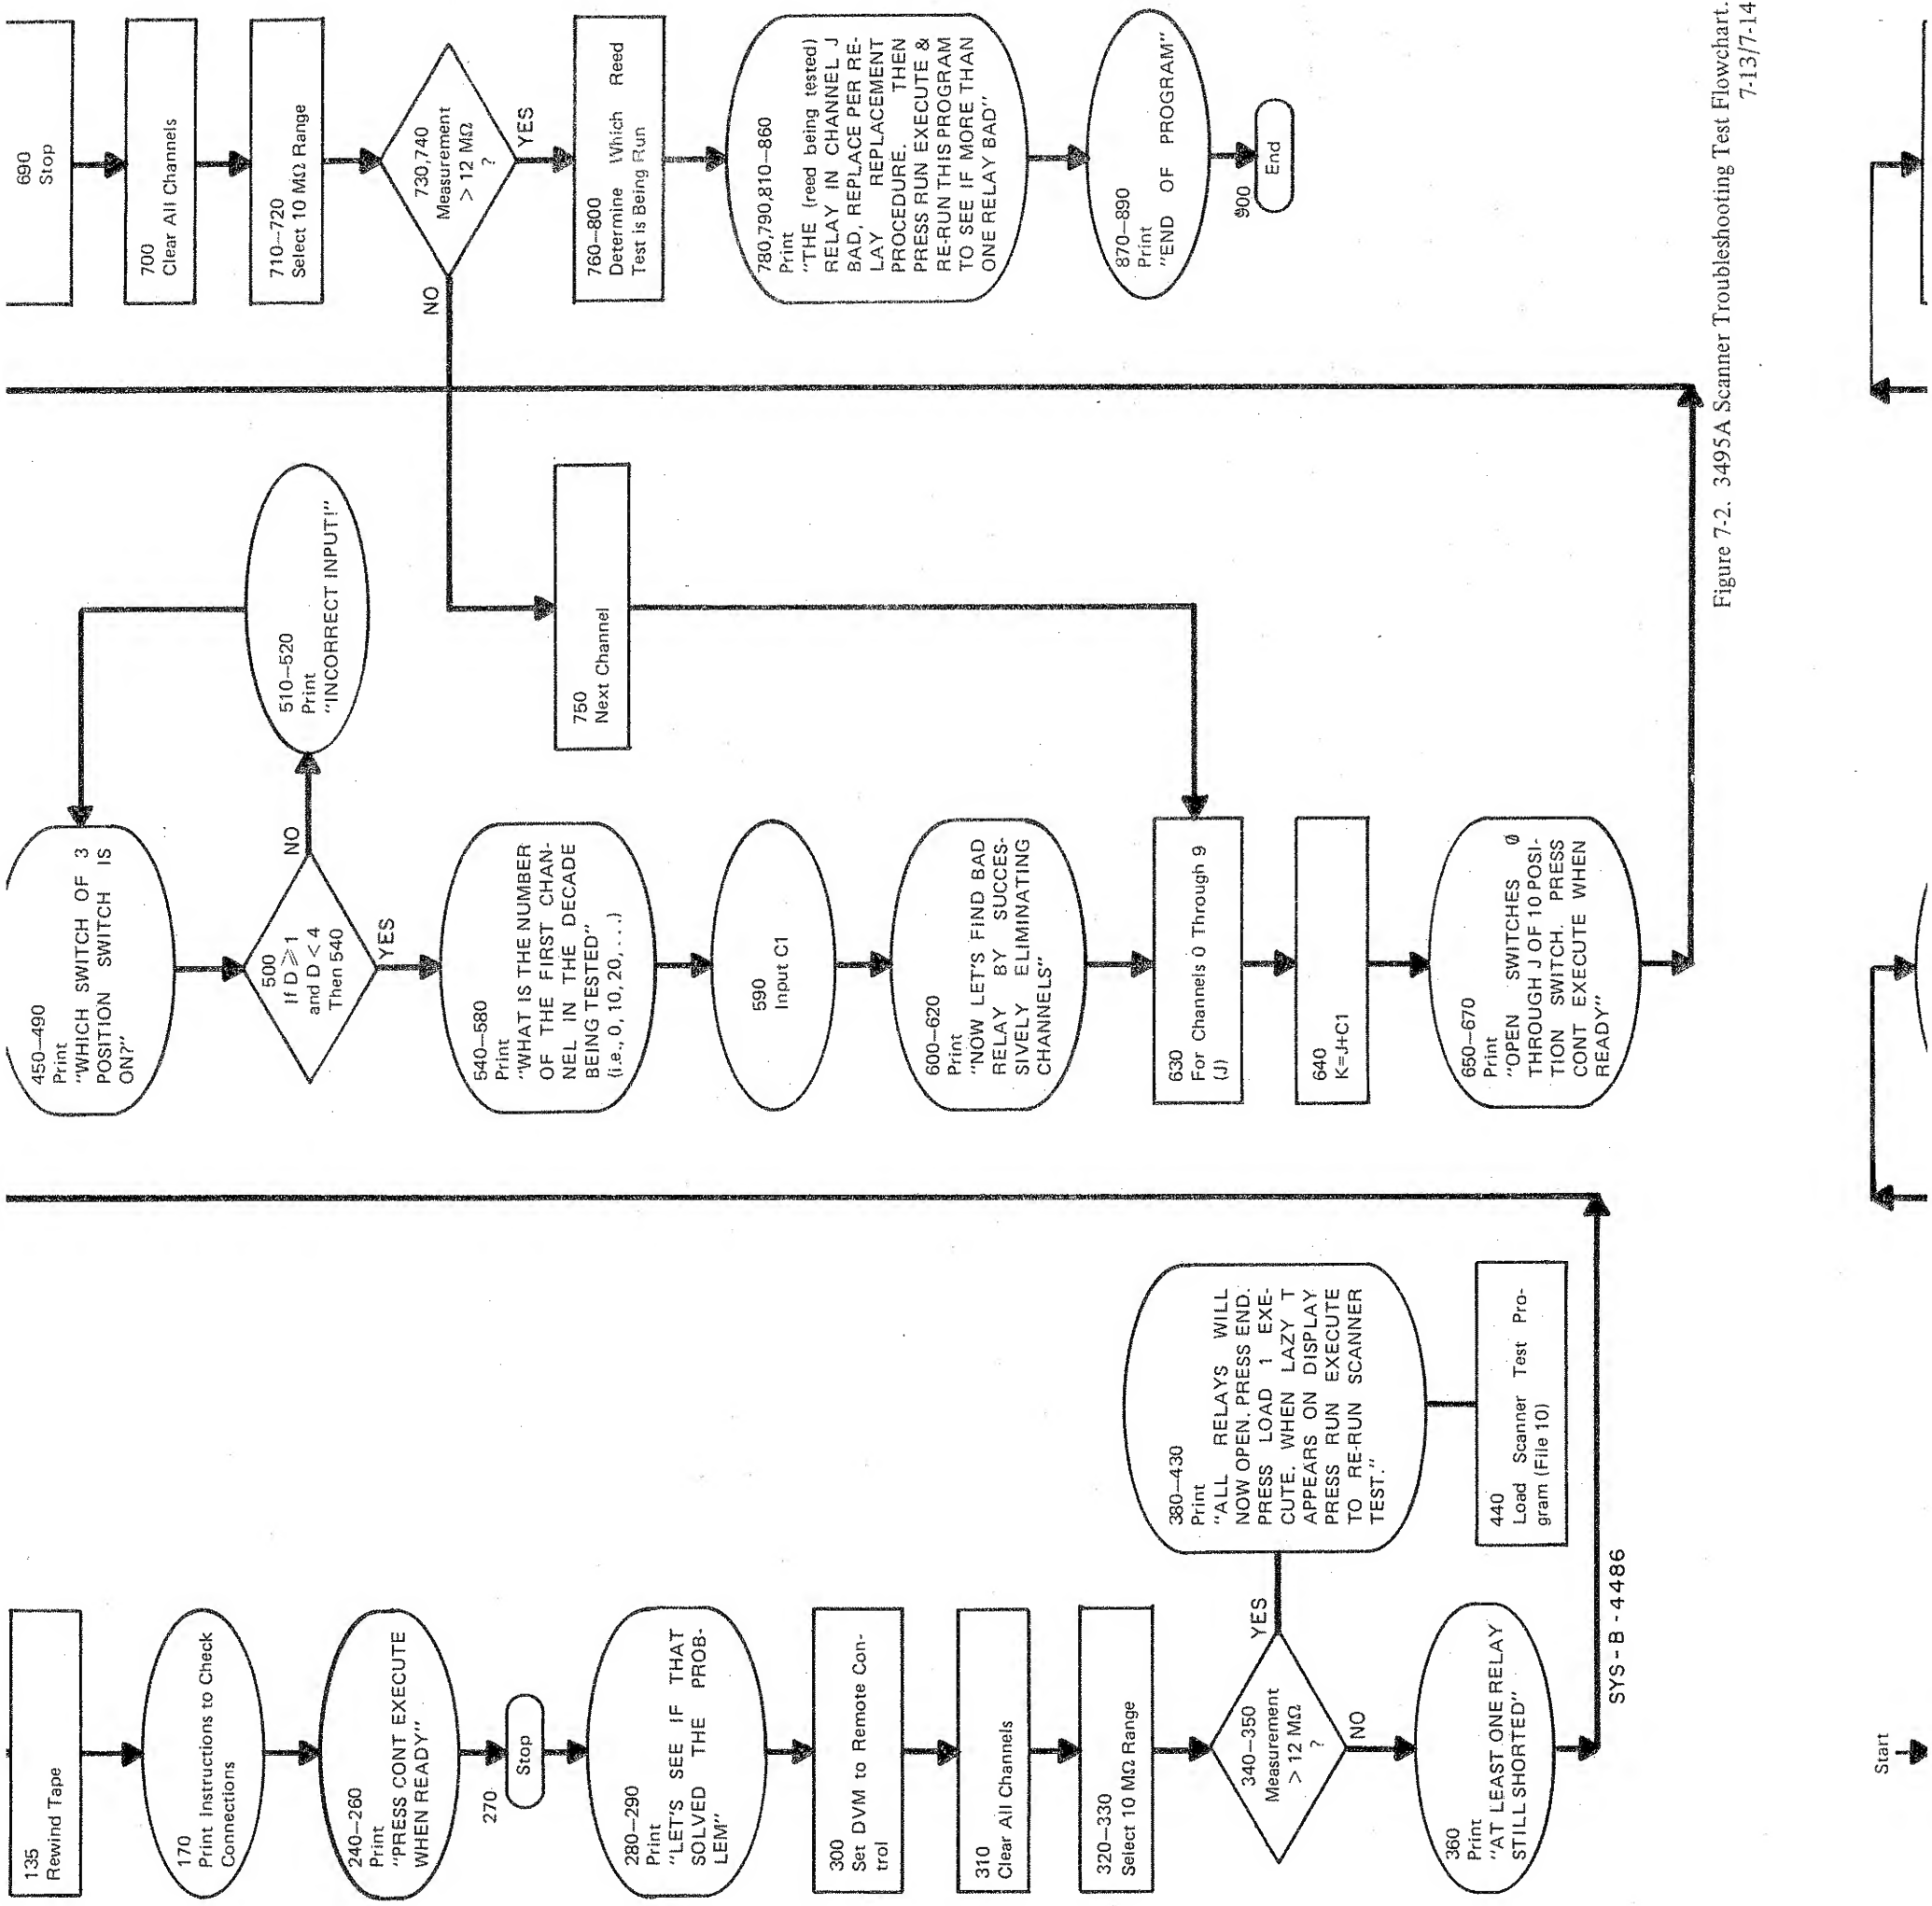 135
Rewind Tape
170
Print Instructions to Check
Connections
240—260
Print
"PRESS CONT EXECUTE
WHEN READY"
270
Stop
280—290
Print
"LET'S SEE IF THAT
SOLVED THE PROB-
LEM"
300
Set DVM to Remote Con-
trol
310
Clear All Channels
320—330
Select 10 MΩ Range
340—350
Measurement
> 12 MΩ
?
YES
NO
360
Print
"AT LEAST ONE RELAY
STILL SHORTED"
380—430
Print
"ALL RELAYS WILL
NOW OPEN. PRESS END.
PRESS LOAD 1 EXE-
CUTE. WHEN LAZY T
APPEARS ON DISPLAY
PRESS RUN EXECUTE
TO RE-RUN SCANNER
TEST."
440
Load Scanner Test Pro-
gram (File 10)
SYS-B-4486
450—490
Print
"WHICH SWITCH OF 3
POSITION SWITCH IS
ON?"
500
If D ⩾ 1
and D < 4
Then 540
NO
YES
510—520
Print
"INCORRECT INPUT!"
540—580
Print
"WHAT IS THE NUMBER
OF THE FIRST CHAN-
NEL IN THE DECADE
BEING TESTED"
(i.e., 0, 10, 20, . . .)
590
Input C1
600—620
Print
"NOW LET'S FIND BAD
RELAY BY SUCCES-
SIVELY ELIMINATING
CHANNELS"
630
For Channels 0 Through 9
(J)
640
K=J+C1
650—670
Print
"OPEN SWITCHES ∅
THROUGH J OF 10 POSI-
TION SWITCH. PRESS
CONT EXECUTE WHEN
READY"
750
Next Channel
690
Stop
700
Clear All Channels
710—720
Select 10 MΩ Range
730,740
Measurement
> 12 MΩ
?
NO
YES
760—800
Determine Which Reed
Test is Being Run
780,790,810—860
Print
"THE (reed being tested)
RELAY IN CHANNEL J
BAD, REPLACE PER RE-
LAY REPLACEMENT
PROCEDURE. THEN
PRESS RUN EXECUTE &
RE-RUN THIS PROGRAM
TO SEE IF MORE THAN
ONE RELAY BAD"
870—890
Print
"END OF PROGRAM"
900
End
Figure 7-2. 3495A Scanner Troubleshooting Test Flowchart.
7-13/7-14
Start